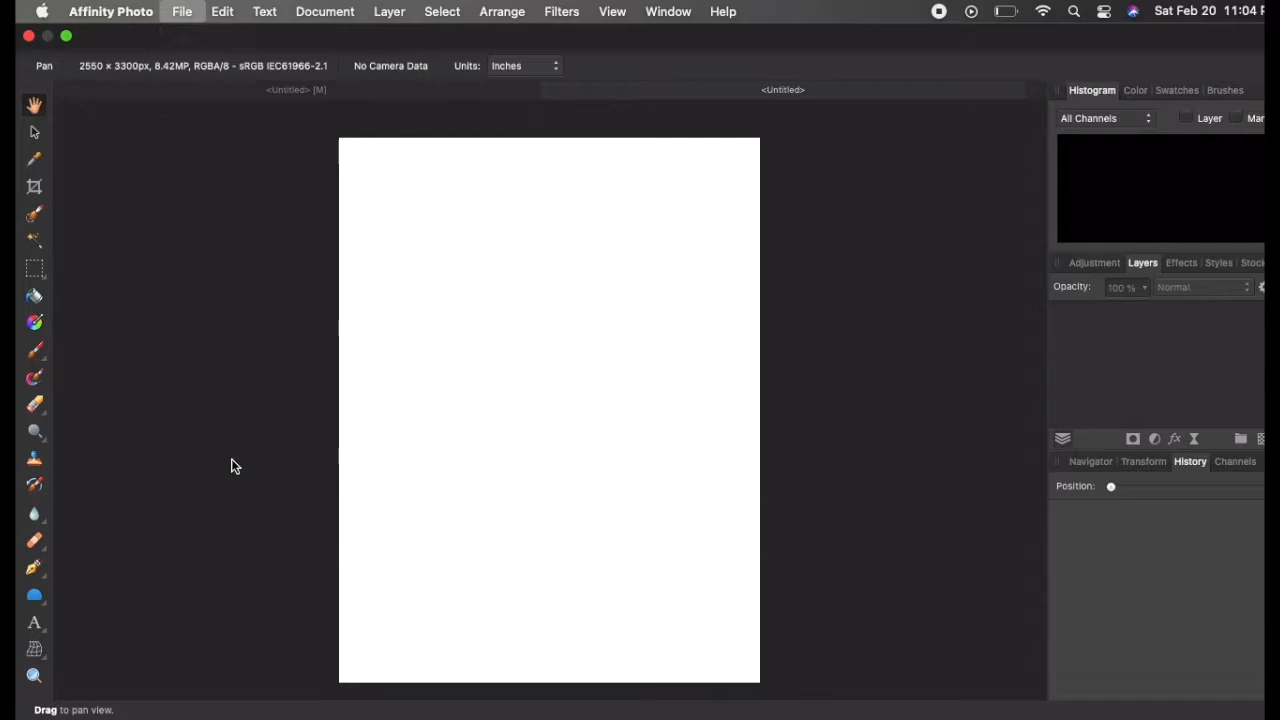 Affinity Photo File Edit Text Document Layer Select Arrange Filters View Window Help Sat Feb 20 11:04
Pan 2550 × 3300px, 8.42MP, RGBA/8 - sRGB IEC61966-2.1 No Camera Data Units: Inches
<Untitled> [M] <Untitled>
Histogram Color Swatches Brushes
All Channels Layer Mar
Adjustment Layers Effects Styles Stock
Opacity: 100 % Normal
fx
Navigator Transform History Channels
Position:
A
Drag to pan view.